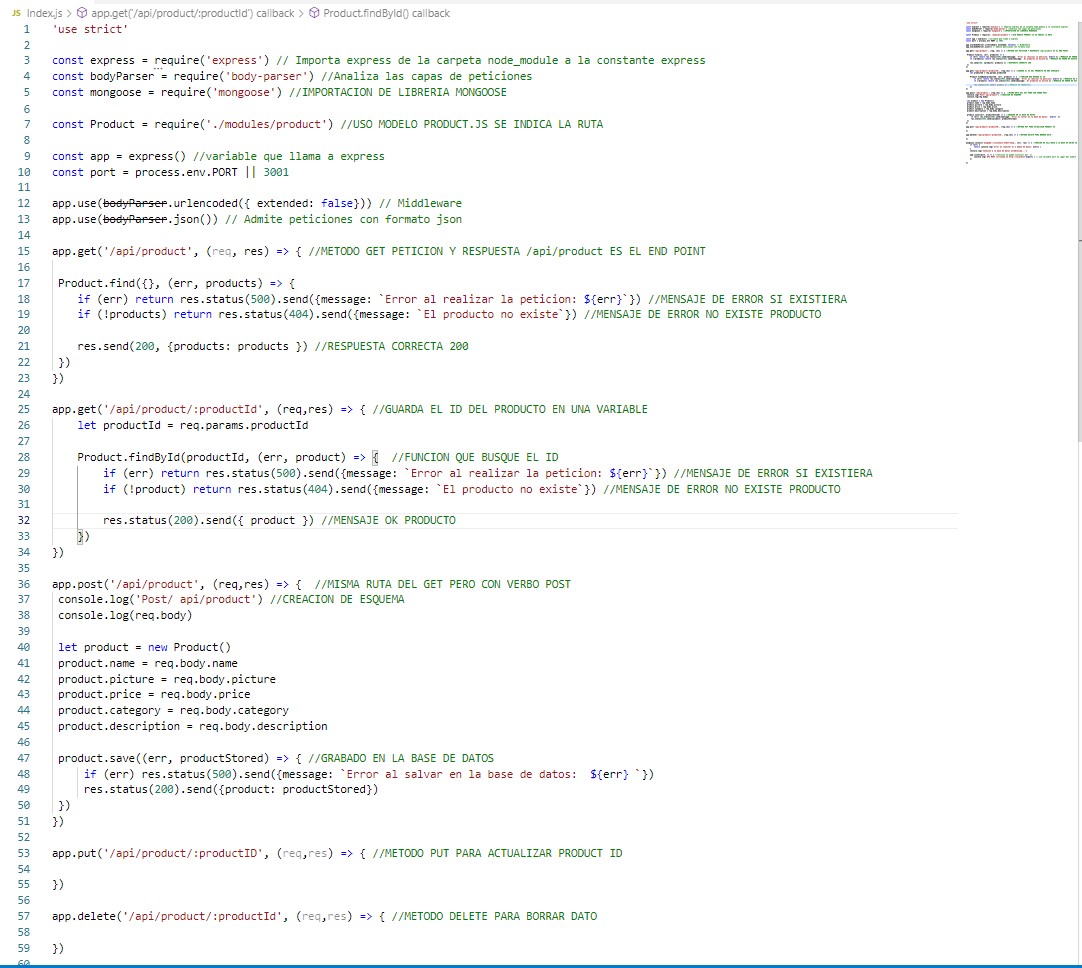 JS Index.js > app.get('/api/product/:productId') callback > Product.findById() callback
1 'use strict'
2
3 const express = require('express') // Importa express de la carpeta node_module a la constante express
4 const bodyParser = require('body-parser') //Analiza las capas de peticiones
5 const mongoose = require('mongoose') //IMPORTACION DE LIBRERIA MONGOOSE
6
7 const Product = require('./modules/product') //USO MODELO PRODUCT.JS SE INDICA LA RUTA
8
9 const app = express() //variable que llama a express
10 const port = process.env.PORT || 3001
11
12 app.use(bodyParser.urlencoded({ extended: false})) // Middleware
13 app.use(bodyParser.json()) // Admite peticiones con formato json
14
15 app.get('/api/product', (req, res) => { //METODO GET PETICION Y RESPUESTA /api/product ES EL END POINT
16
17 Product.find({}, (err, products) => {
18 if (err) return res.status(500).send({message: `Error al realizar la peticion: ${err}`}) //MENSAJE DE ERROR SI EXISTIERA
19 if (!products) return res.status(404).send({message: `El producto no existe`}) //MENSAJE DE ERROR NO EXISTE PRODUCTO
20
21 res.send(200, {products: products }) //RESPUESTA CORRECTA 200
22 })
23 })
24
25 app.get('/api/product/:productId', (req,res) => { //GUARDA EL ID DEL PRODUCTO EN UNA VARIABLE
26 let productId = req.params.productId
27
28 Product.findById(productId, (err, product) => { //FUNCION QUE BUSQUE EL ID
29 if (err) return res.status(500).send({message: `Error al realizar la peticion: ${err}`}) //MENSAJE DE ERROR SI EXISTIERA
30 if (!product) return res.status(404).send({message: `El producto no existe`}) //MENSAJE DE ERROR NO EXISTE PRODUCTO
31
32 res.status(200).send({ product }) //MENSAJE OK PRODUCTO
33 })
34 })
35
36 app.post('/api/product', (req,res) => { //MISMA RUTA DEL GET PERO CON VERBO POST
37 console.log('Post/ api/product') //CREACION DE ESQUEMA
38 console.log(req.body)
39
40 let product = new Product()
41 product.name = req.body.name
42 product.picture = req.body.picture
43 product.price = req.body.price
44 product.category = req.body.category
45 product.description = req.body.description
46
47 product.save((err, productStored) => { //GRABADO EN LA BASE DE DATOS
48 if (err) res.status(500).send({message: `Error al salvar en la base de datos:  ${err} `})
49 res.status(200).send({product: productStored})
50 })
51 })
52
53 app.put('/api/product/:productID', (req,res) => { //METODO PUT PARA ACTUALIZAR PRODUCT ID
54
55 })
56
57 app.delete('/api/product/:productId', (req,res) => { //METODO DELETE PARA BORRAR DATO
58
59 })
60